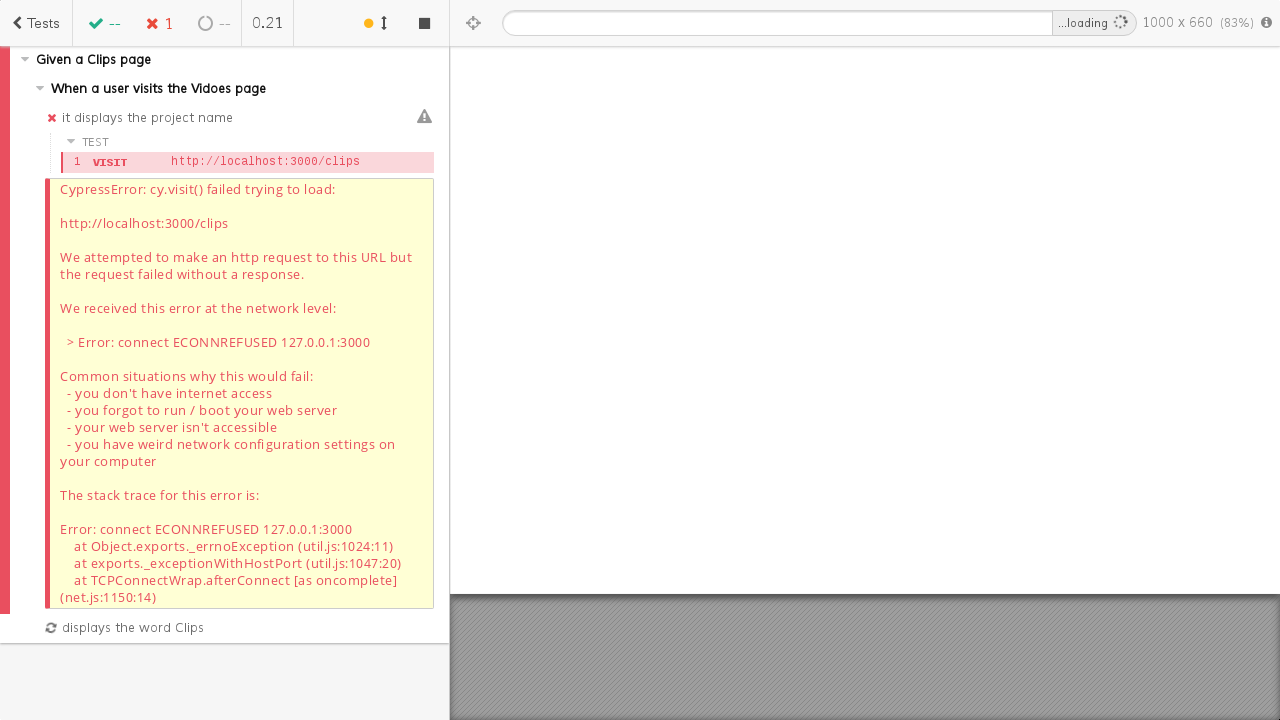 Tests -- 1 -- 0.21 ...loading 1000 x 660 (83%)
Given a Clips page
When a user visits the Vidoes page
it displays the project name
TEST
1 VISIT http://localhost:3000/clips
CypressError: cy.visit() failed trying to load:
http://localhost:3000/clips
We attempted to make an http request to this URL but
the request failed without a response.
We received this error at the network level:
> Error: connect ECONNREFUSED 127.0.0.1:3000
Common situations why this would fail:
- you don't have internet access
- you forgot to run / boot your web server
- your web server isn't accessible
- you have weird network configuration settings on
your computer
The stack trace for this error is:
Error: connect ECONNREFUSED 127.0.0.1:3000
at Object.exports._errnoException (util.js:1024:11)
at exports._exceptionWithHostPort (util.js:1047:20)
at TCPConnectWrap.afterConnect [as oncomplete]
(net.js:1150:14)
displays the word Clips